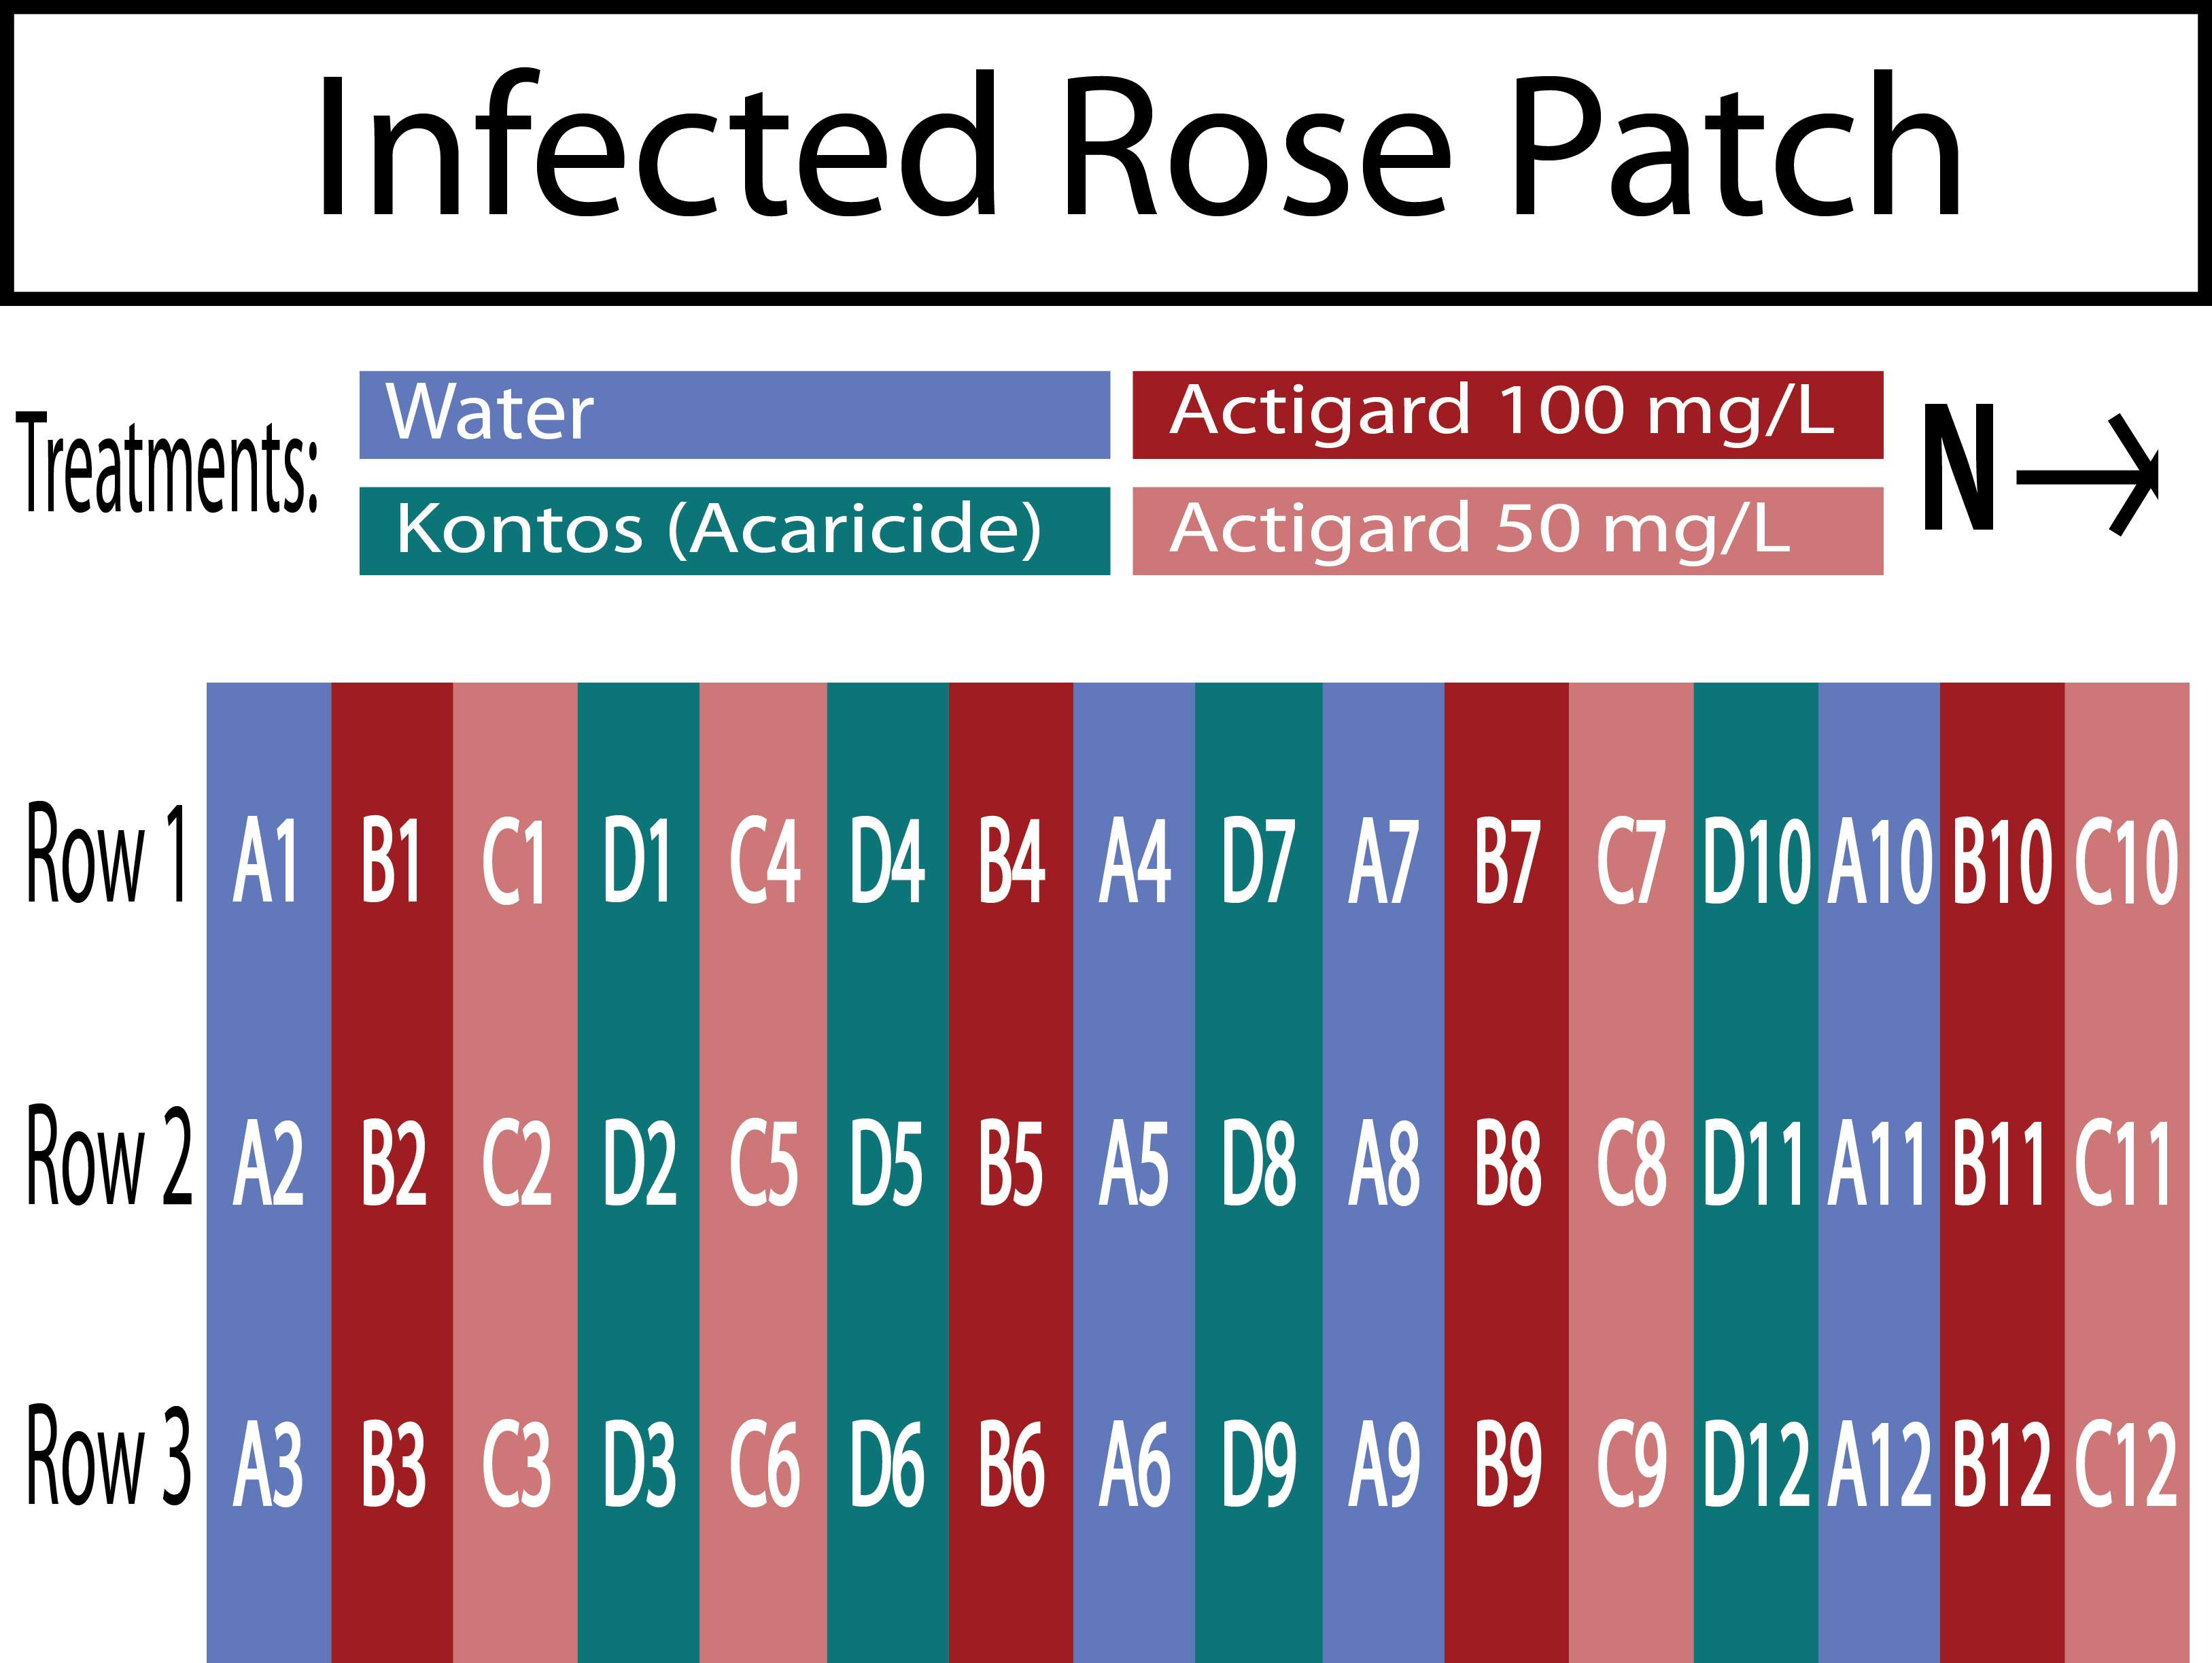 Infected Rose Patch
Treatments:
Water
Actigard 100 mg/L
Kontos (Acaricide)
Actigard 50 mg/L
N
Row 1 A1 B1 C1 D1 C4 D4 B4 A4 D7 A7 B7 C7 D10 A10 B10 C10
Row 2 A2 B2 C2 D2 C5 D5 B5 A5 D8 A8 B8 C8 D11 A11 B11 C11
Row 3 A3 B3 C3 D3 C6 D6 B6 A6 D9 A9 B9 C9 D12 A12 B12 C12